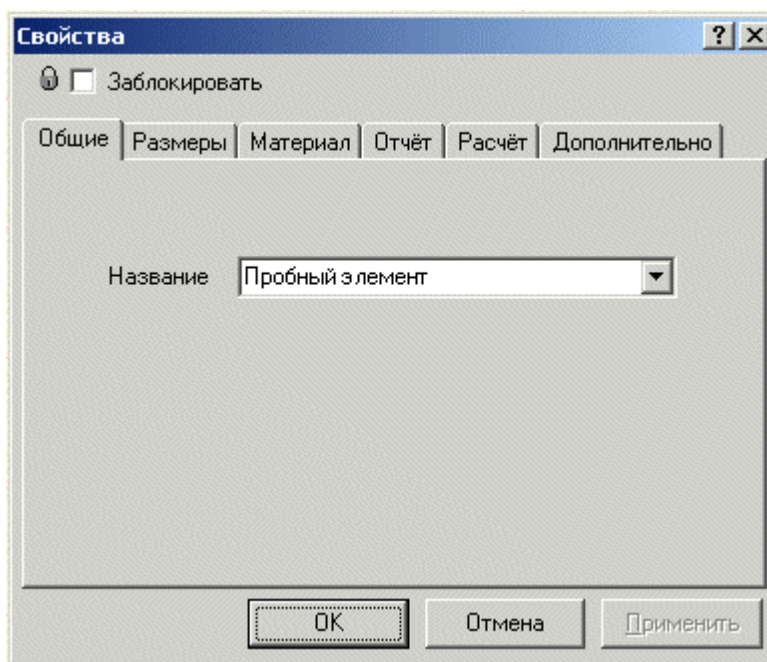 Свойства
Заблокировать
Общие Размеры Материал Отчёт Расчёт Дополнительно
Название Пробный элемент
OK Отмена Применить